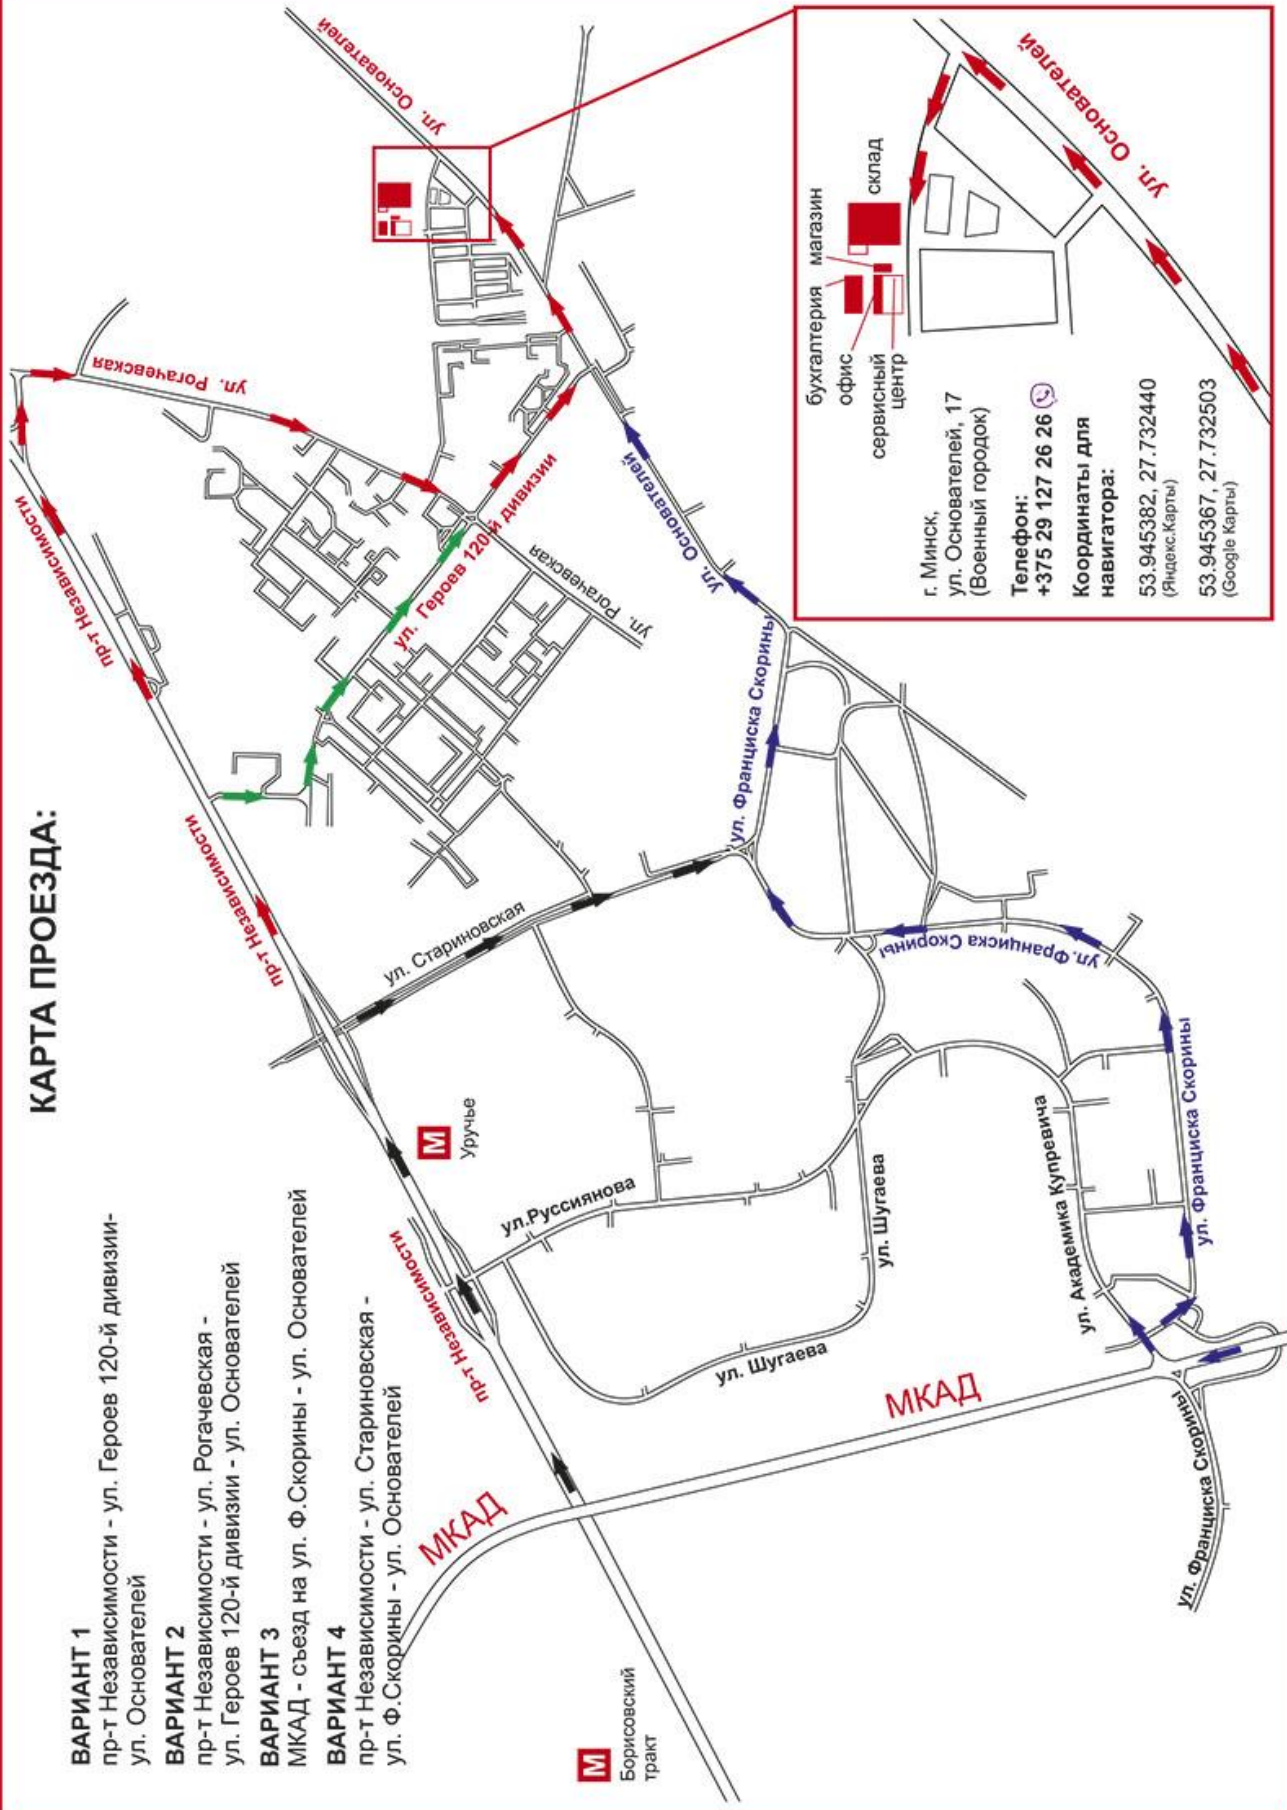 КАРТА ПРОЕЗДА:
ВАРИАНТ 1
пр-т Независимости - ул. Героев 120-й дивизии-
ул. Основателей
ВАРИАНТ 2
пр-т Независимости - ул. Рогачевская -
ул. Героев 120-й дивизии - ул. Основателей
ВАРИАНТ 3
МКАД - съезд на ул. Ф.Скорины - ул. Основателей
ВАРИАНТ 4
пр-т Независимости - ул. Стариновская -
ул. Ф.Скорины - ул. Основателей
М
Борисовский
тракт
МКАД
МКАД
пр-т Независимости
М
Уручье
ул.Руссиянова
ул. Шугаева
ул. Шугаева
ул. Академика Купревича
ул. Франциска Скорины
ул. Франциска Скорины
ул.Франциска Скорины
ул. Франциска Скорины
ул. Стариновская
пр-т Независимости
пр-т Независимости
ул. Рогачевская
ул. Героев 120-й дивизии
ул. Рогачевская
ул. Основателей
ул. Основателей
бухгалтерия
магазин
офис
склад
сервисный
центр
ул. Основателей
г. Минск,
ул. Основателей, 17
(Военный городок)
Телефон:
+375 29 127 26 26
Координаты для
навигатора:
53.945382, 27.732440
(Яндекс.Карты)
53.945367, 27.732503
(Google Карты)